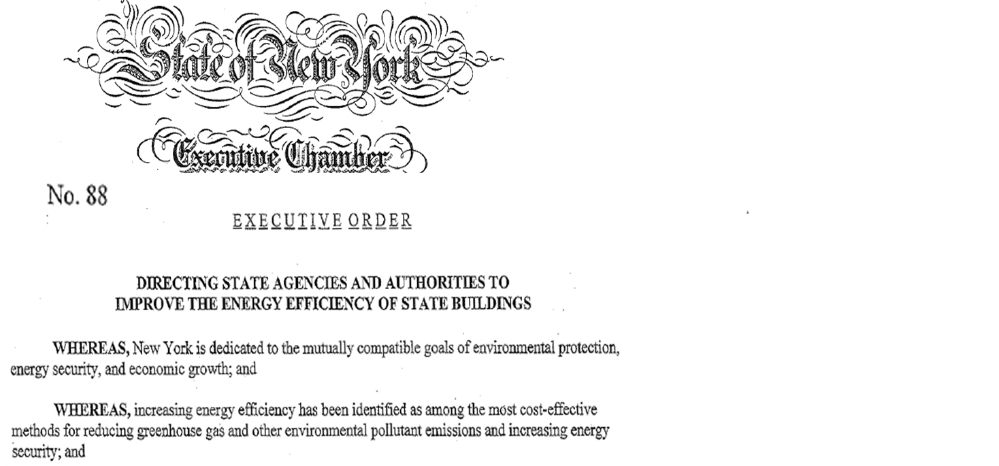 State of New York
Executive Chamber
No. 88
EXECUTIVE ORDER
DIRECTING STATE AGENCIES AND AUTHORITIES TO
IMPROVE THE ENERGY EFFICIENCY OF STATE BUILDINGS
WHEREAS, New York is dedicated to the mutually compatible goals of environmental protection,
energy security, and economic growth; and
WHEREAS, increasing energy efficiency has been identified as among the most cost-effective
methods for reducing greenhouse gas and other environmental pollutant emissions and increasing energy
security; and